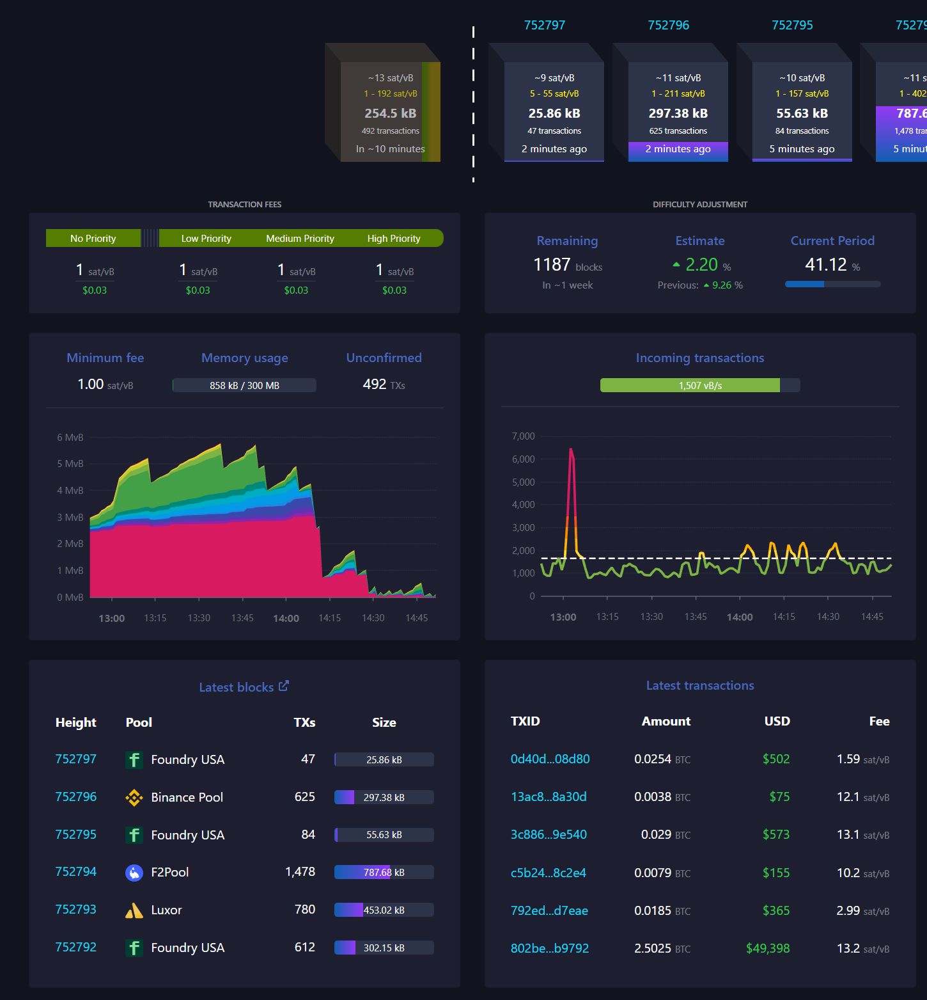 752797 752796 752795 7527
~13 sat/vB ~9 sat/vB ~11 sat/vB ~10 sat/vB ~11 s
1 - 192 sat/vB 5 - 55 sat/vB 1 - 211 sat/vB 1 - 157 sat/vB 1 - 402
254.5 kB 25.86 kB 297.38 kB 55.63 kB 787.6
492 transactions 47 transactions 625 transactions 84 transactions 1,478 tran
In ~10 minutes 2 minutes ago 2 minutes ago 5 minutes ago 5 minut
TRANSACTION FEES
No Priority Low Priority Medium Priority High Priority
1 sat/vB 1 sat/vB 1 sat/vB 1 sat/vB
$0.03 $0.03 $0.03 $0.03
DIFFICULTY ADJUSTMENT
Remaining Estimate Current Period
1187 blocks 2.20 % 41.12 %
In ~1 week Previous: 9.26 %
Minimum fee Memory usage Unconfirmed
1.00 sat/vB 858 kB / 300 MB 492 TXs
6 MvB
5 MvB
4 MvB
3 MvB
2 MvB
1 MvB
0 MvB
13:00 13:15 13:30 13:45 14:00 14:15 14:30 14:45
Incoming transactions
1,507 vB/s
7,000
6,000
5,000
4,000
3,000
2,000
1,000
0
13:00 13:15 13:30 13:45 14:00 14:15 14:30 14:45
Latest blocks
Height Pool TXs Size
752797 Foundry USA 47 25.86 kB
752796 Binance Pool 625 297.38 kB
752795 Foundry USA 84 55.63 kB
752794 F2Pool 1,478 787.68 kB
752793 Luxor 780 453.02 kB
752792 Foundry USA 612 302.15 kB
Latest transactions
TXID Amount USD Fee
0d40d...08d80 0.0254 BTC $502 1.59 sat/vB
13ac8...8a30d 0.0038 BTC $75 12.1 sat/vB
3c886...9e540 0.029 BTC $573 13.1 sat/vB
c5b24...8c2e4 0.0079 BTC $155 10.2 sat/vB
792ed...d7eae 0.0185 BTC $365 2.99 sat/vB
802be...b9792 2.5025 BTC $49,398 13.2 sat/vB